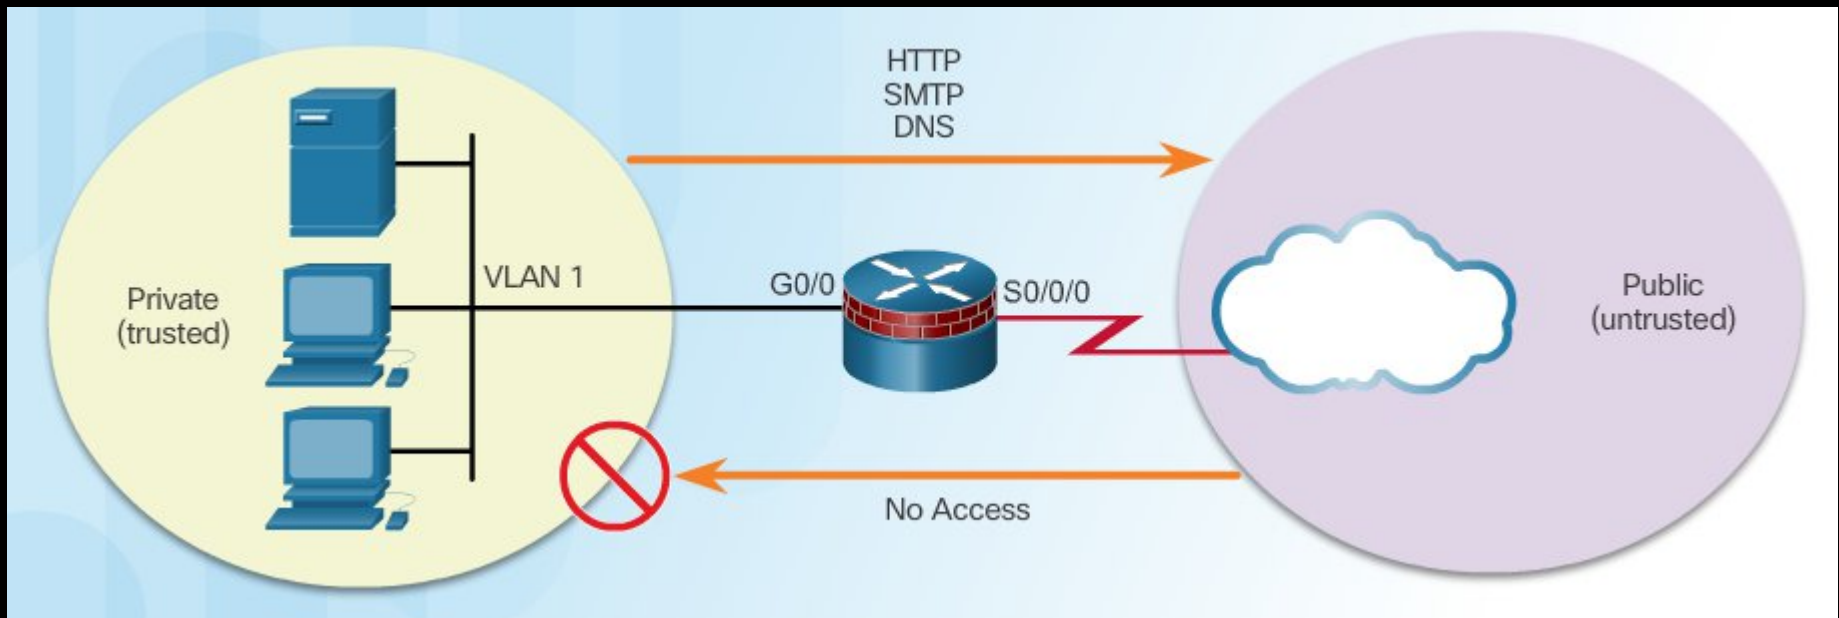 HTTP
SMTP
DNS
VLAN 1
G0/0
S0/0/0
Private
(trusted)
Public
(untrusted)
No Access